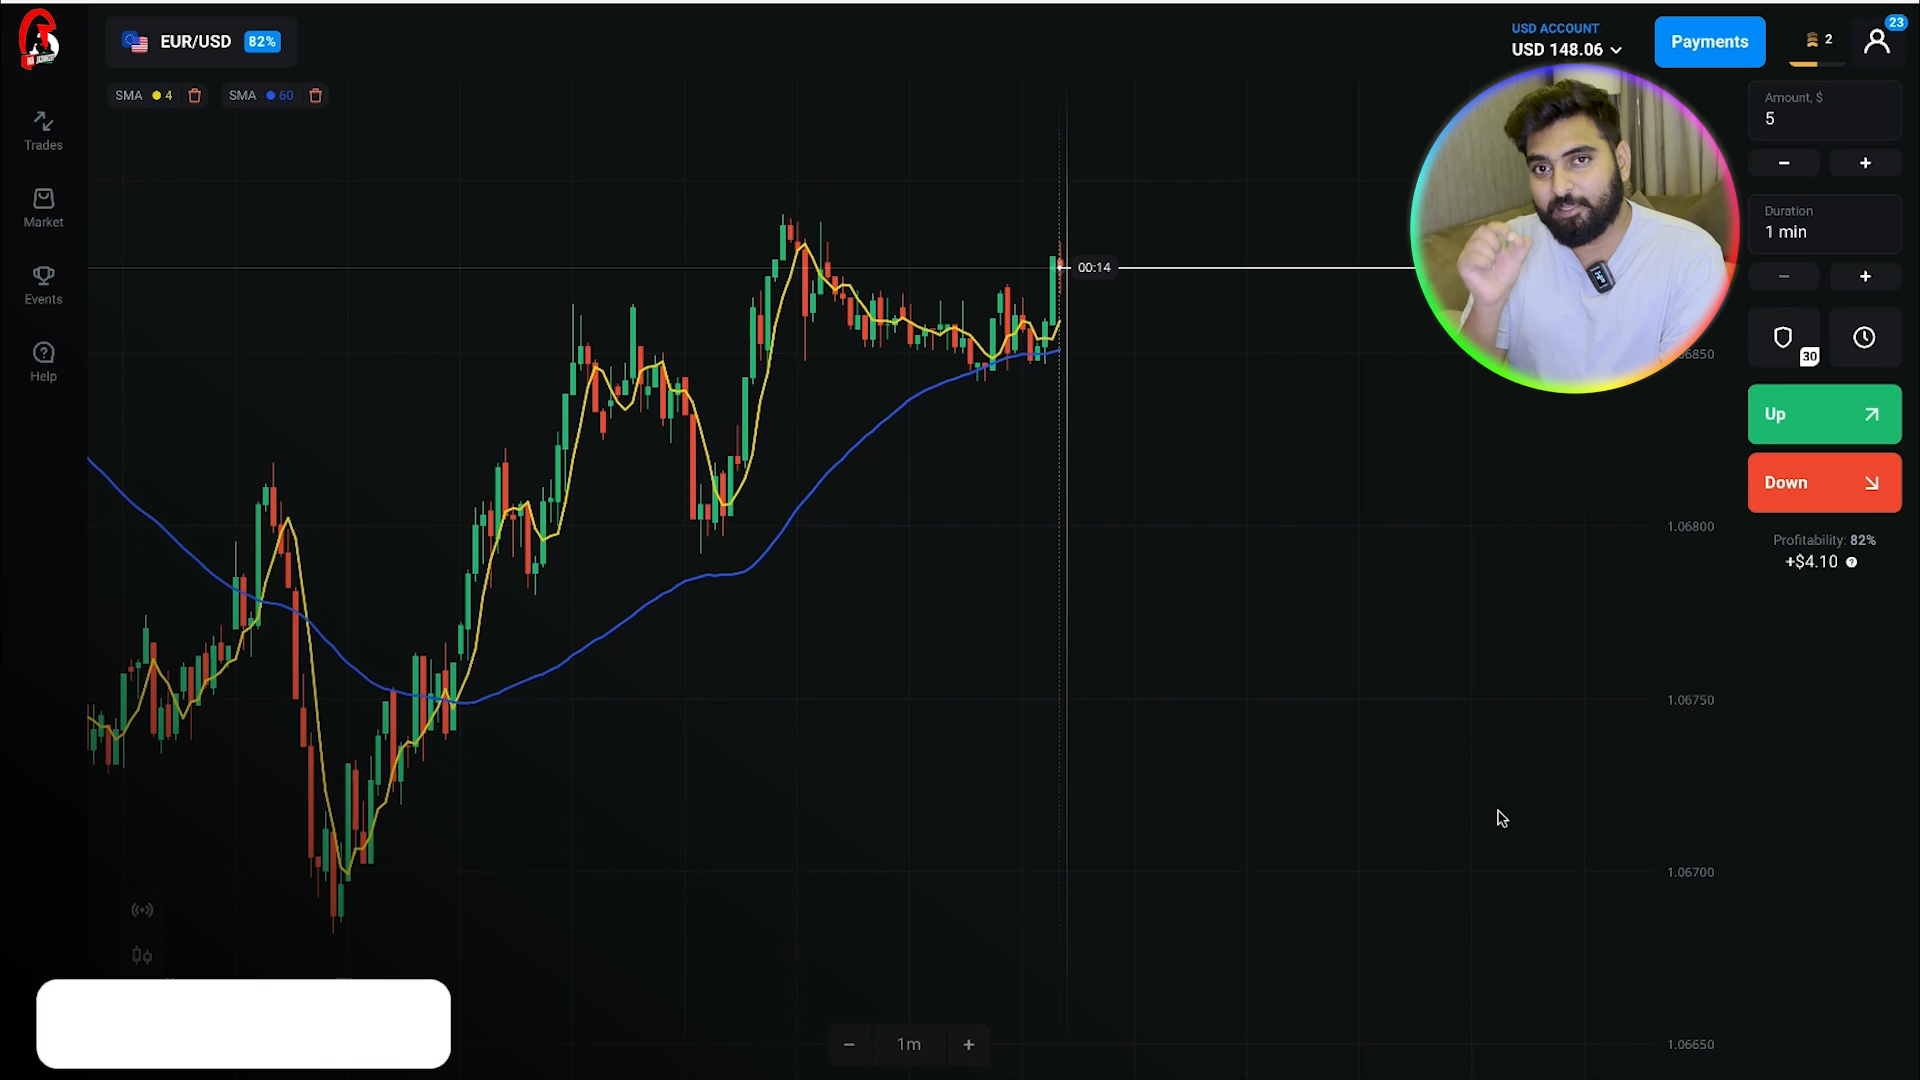 EUR/USD 82%
USD ACCOUNT
USD 148.06
Payments
2
23
SMA 4
SMA 60
Trades
Market
Events
Help
00:14
Amount, $
5
Duration
1 min
30
Up
Down
Profitability: 82%
+$4.10
1.06800
1.06750
1.06700
1.06650
1m